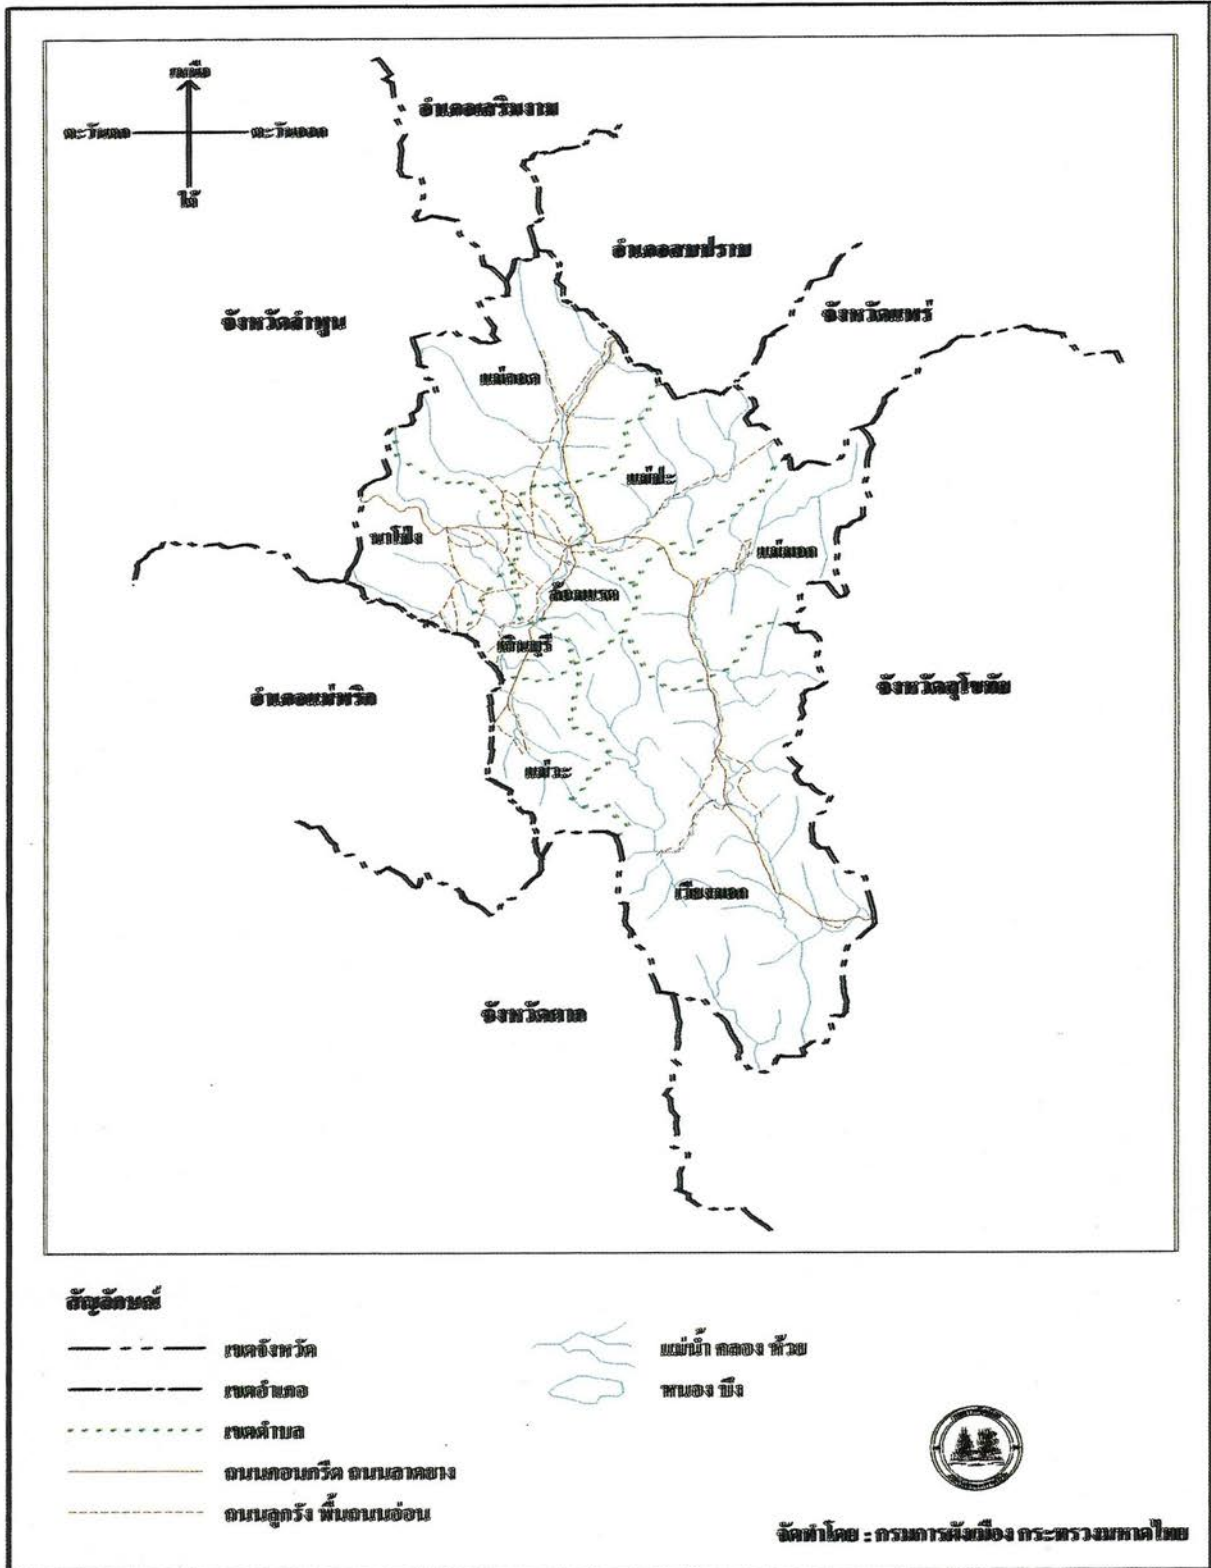 เหนือ
ตะวันตก
ตะวันออก
ใต้
อำเภอเสริมงาม
อำเภอสบปราบ
จังหวัดลำพูน
จังหวัดแพร่
แม่ถอด
แม่ปะ
นาโป่ง
แม่มอก
ล้อมแรด
เถินบุรี
อำเภอแม่พริก
จังหวัดสุโขทัย
แม่วะ
เวียงมอก
จังหวัดตาก
สัญลักษณ์
เขตจังหวัด
แม่น้ำ คลอง ห้วย
เขตอำเภอ
หนอง บึง
เขตตำบล
ถนนคอนกรีต ถนนลาดยาง
ถนนลูกรัง พื้นถนนอ่อน
จัดทำโดย : กรมการผังเมือง กระทรวงมหาดไทย